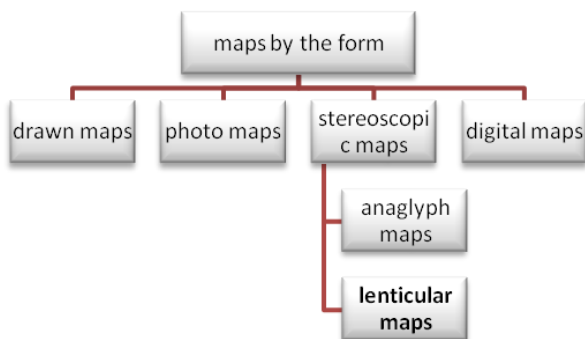 maps by the form
drawn maps
photo maps
stereoscopi
c maps
digital maps
anaglyph
maps
lenticular
maps